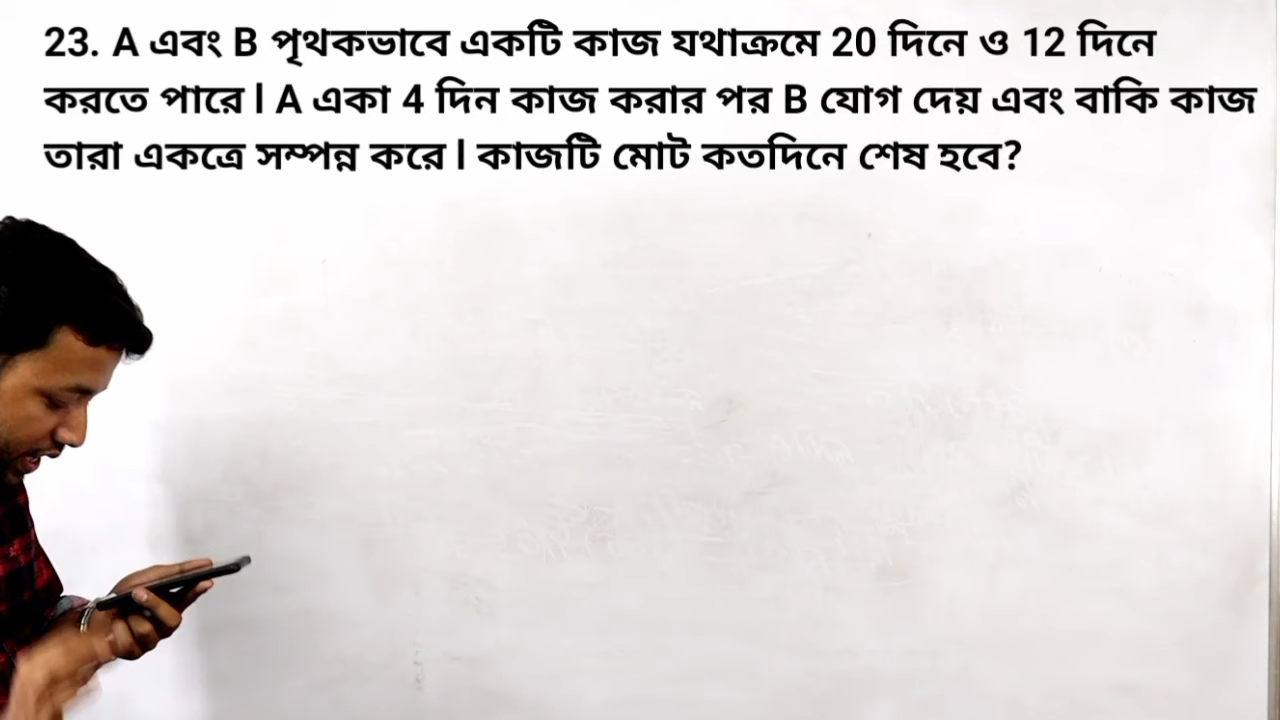 23. A এবং B পৃথকভাবে একটি কাজ যথাক্রমে 20 দিনে ও 12 দিনে
করতে পারে l A একা 4 দিন কাজ করার পর B যোগ দেয় এবং বাকি কাজ
তারা একত্রে সম্পন্ন করে l কাজটি মোট কতদিনে শেষ হবে?